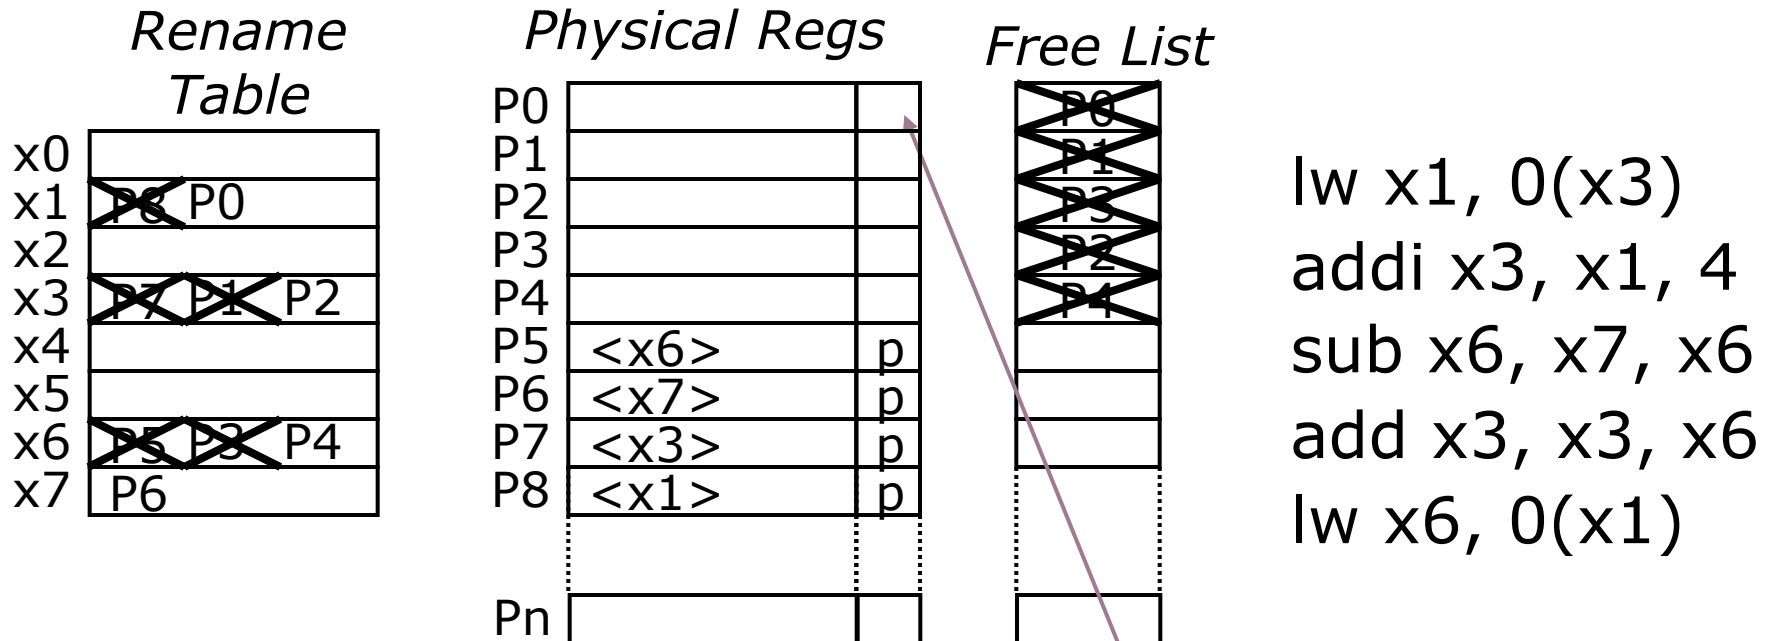 Rename
Table
x0
x1 P8 P0
x2
x3 P7 P1 P2
x4
x5
x6 P5 P3 P4
x7 P6
Physical Regs
P0
P1
P2
P3
P4
P5 <x6> p
P6 <x7> p
P7 <x3> p
P8 <x1> p
Pn
Free List
P0
P1
P3
P2
P4
lw x1, 0(x3)
addi x3, x1, 4
sub x6, x7, x6
add x3, x3, x6
lw x6, 0(x1)